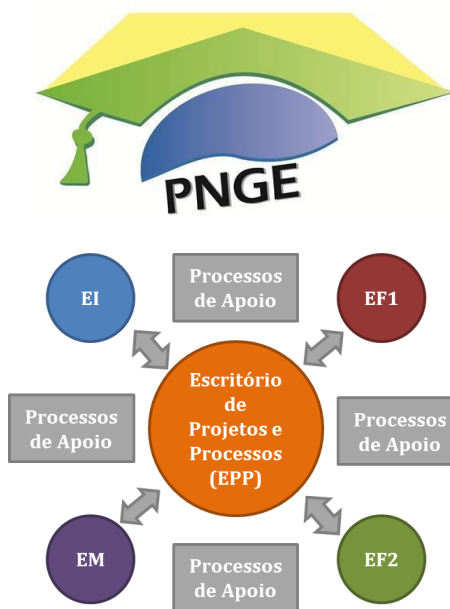 PNGE
Processos
de Apoio
EI
EF1
Escritório
de
Projetos e
Processos
(EPP)
Processos
de Apoio
Processos
de Apoio
EM
Processos
de Apoio
EF2